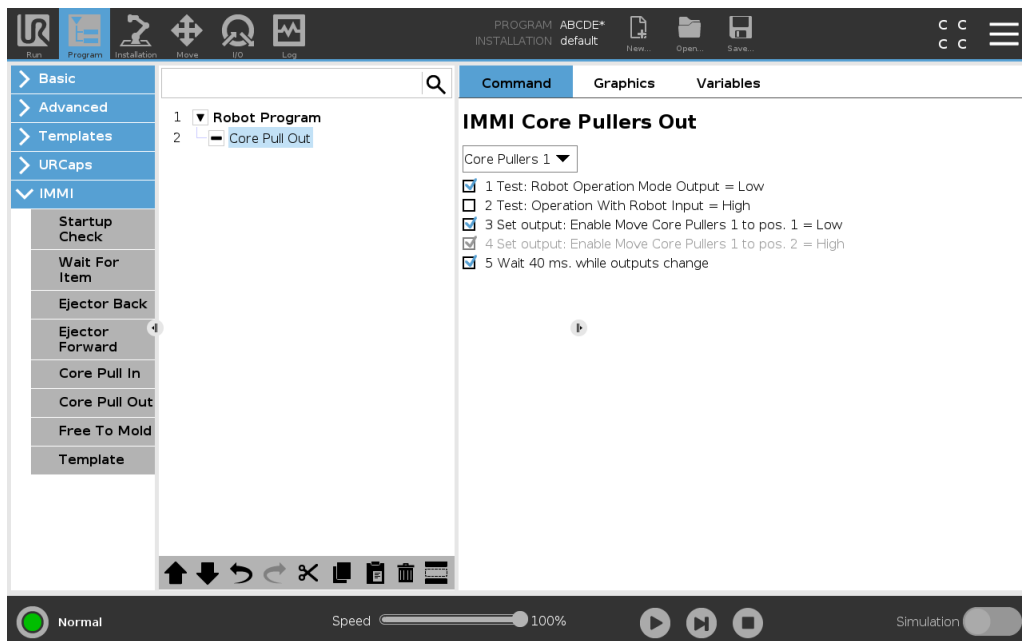 UR
PROGRAM ABCDE*
INSTALLATION default
Run
Program
Installation
Move
I/O
Log
New...
Open...
Save...
C C
C C
Basic
Advanced
Templates
URCaps
IMMI
Startup
Check
Wait For
Item
Ejector Back
Ejector
Forward
Core Pull In
Core Pull Out
Free To Mold
Template
1 Robot Program
2 Core Pull Out
Command Graphics Variables
IMMI Core Pullers Out
Core Pullers 1
1 Test: Robot Operation Mode Output = Low
2 Test: Operation With Robot Input = High
3 Set output: Enable Move Core Pullers 1 to pos. 1 = Low
4 Set output: Enable Move Core Pullers 1 to pos. 2 = High
5 Wait 40 ms. while outputs change
Normal
Speed 100%
Simulation